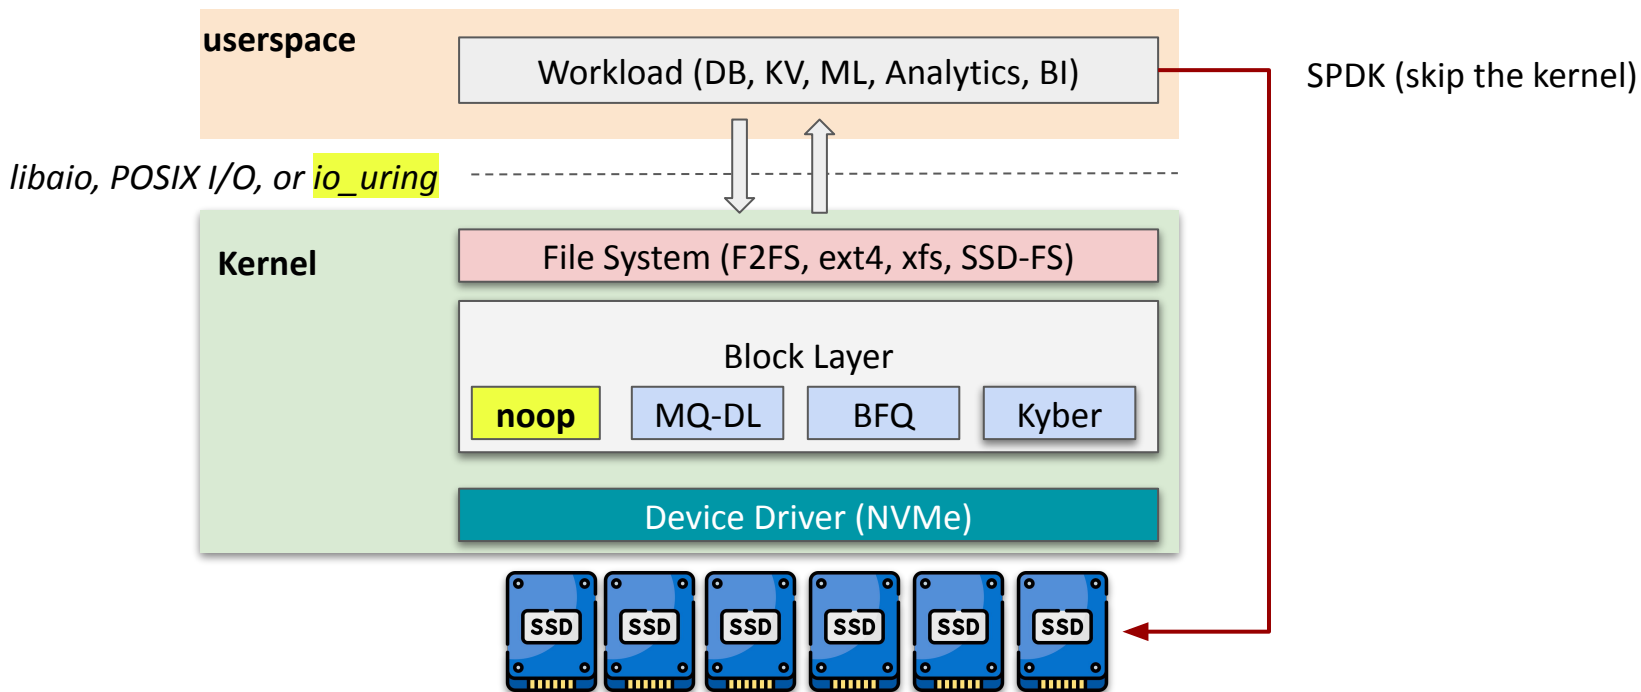 userspace
Workload (DB, KV, ML, Analytics, BI)
SPDK (skip the kernel)
libaio, POSIX I/O, or io_uring
Kernel
File System (F2FS, ext4, xfs, SSD-FS)
Block Layer
noop
MQ-DL
BFQ
Kyber
Device Driver (NVMe)
SSD
SSD
SSD
SSD
SSD
SSD